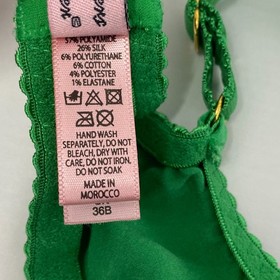 57% POLYAMIDE
26% SILK
6% POLYURETHANE
6% COTTON
4% POLYESTER
1% ELASTANE
HAND WASH
SEPARATELY, DO NOT
BLEACH, DRY WITH
CARE, DO NOT IRON,
DO NOT SOAK
MADE IN
MOROCCO
36B